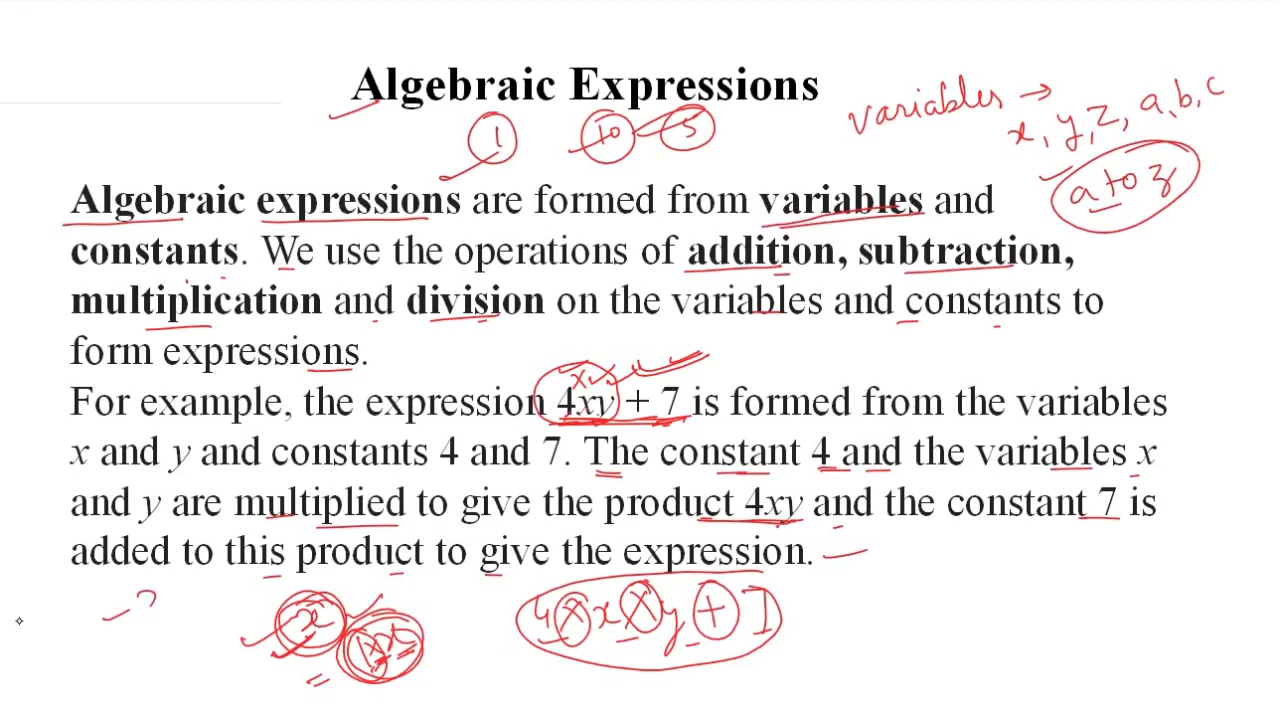 Algebraic Expressions
variables →
x, y, z, a, b, c
1 10 5
a to z
Algebraic expressions are formed from variables and
constants. We use the operations of addition, subtraction,
multiplication and division on the variables and constants to
form expressions.
For example, the expression 4xy + 7 is formed from the variables
x and y and constants 4 and 7. The constant 4 and the variables x
and y are multiplied to give the product 4xy and the constant 7 is
added to this product to give the expression.
x
1×x
4 × x × y + 7